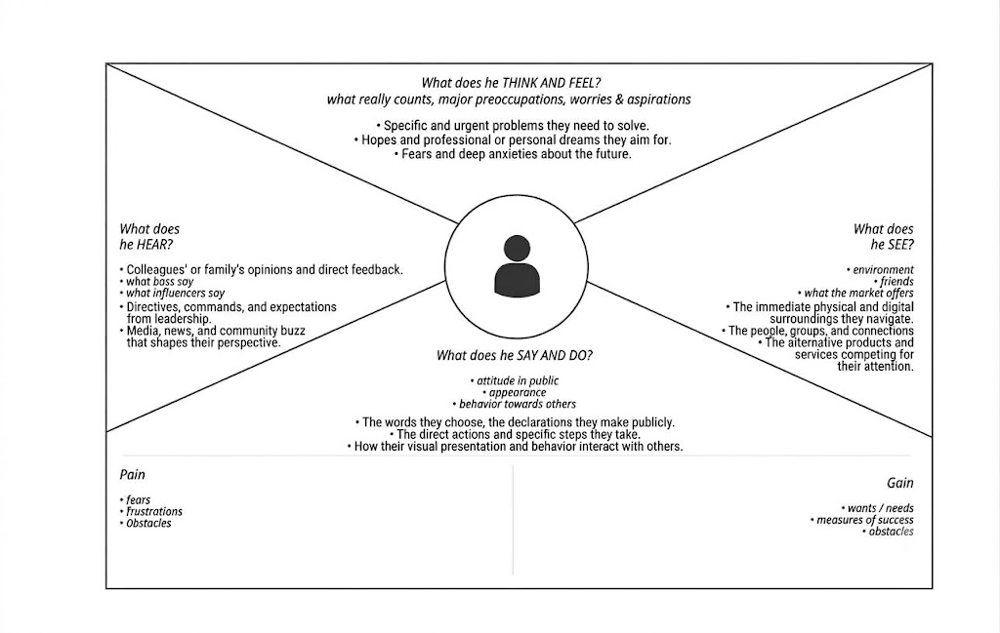 What does he THINK AND FEEL?
what really counts, major preoccupations, worries & aspirations
• Specific and urgent problems they need to solve.
• Hopes and professional or personal dreams they aim for.
• Fears and deep anxieties about the future.
What does
he HEAR?
• Colleagues' or family's opinions and direct feedback.
• what boss soy
• what influencers soy
• Directives, commands, and expectations
from leadership.
• Media, news, and community buzz
that shapes their perspective.
What does
he SEE?
• environment
• friends
• what the market offers
• The immediate physical and digital
surroundings they navigate.
• The people, groups, and connections
• The alternative products and
services competing for
their attention.
What does he SAY AND DO?
• attitude in public
• appearance
• behavior towards others
• The words they choose, the declarations they make publicly.
• The direct actions and specific steps they take.
• How their visual presentation and behavior interact with others.
Pain
• fears
• frustrations
• Obstacles
Gain
• wants / needs
• measures of success
• obstacles